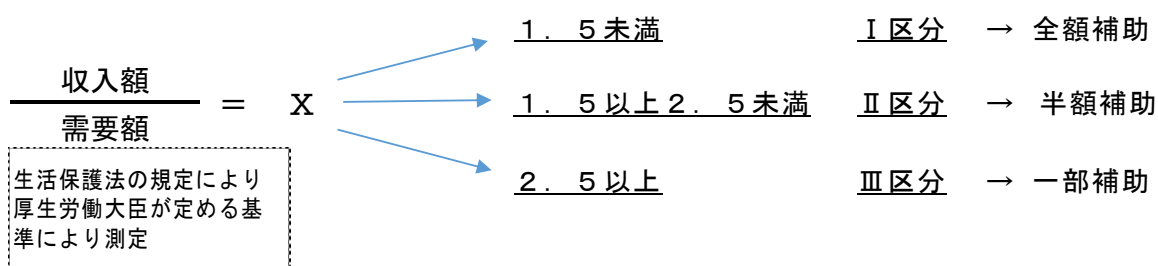 １．５未満　Ⅰ区分　→　全額補助
収入額
需要額
＝　X
１．５以上２．５未満　Ⅱ区分　→　半額補助
２．５以上　Ⅲ区分　→　一部補助
生活保護法の規定により
厚生労働大臣が定める基
準により測定